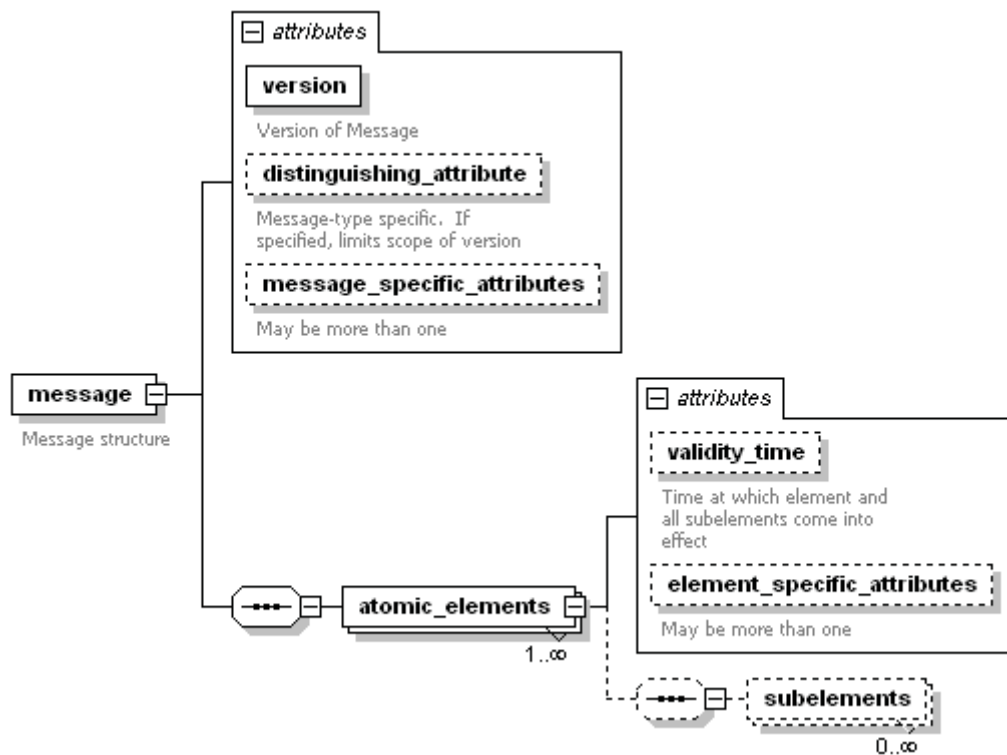 attributes
version
Version of Message
distinguishing_attribute
Message-type specific. If
specified, limits scope of version
message_specific_attributes
May be more than one
message
Message structure
attributes
validity_time
Time at which element and
all subelements come into
effect
element_specific_attributes
May be more than one
atomic_elements
1..∞
subelements
0..∞